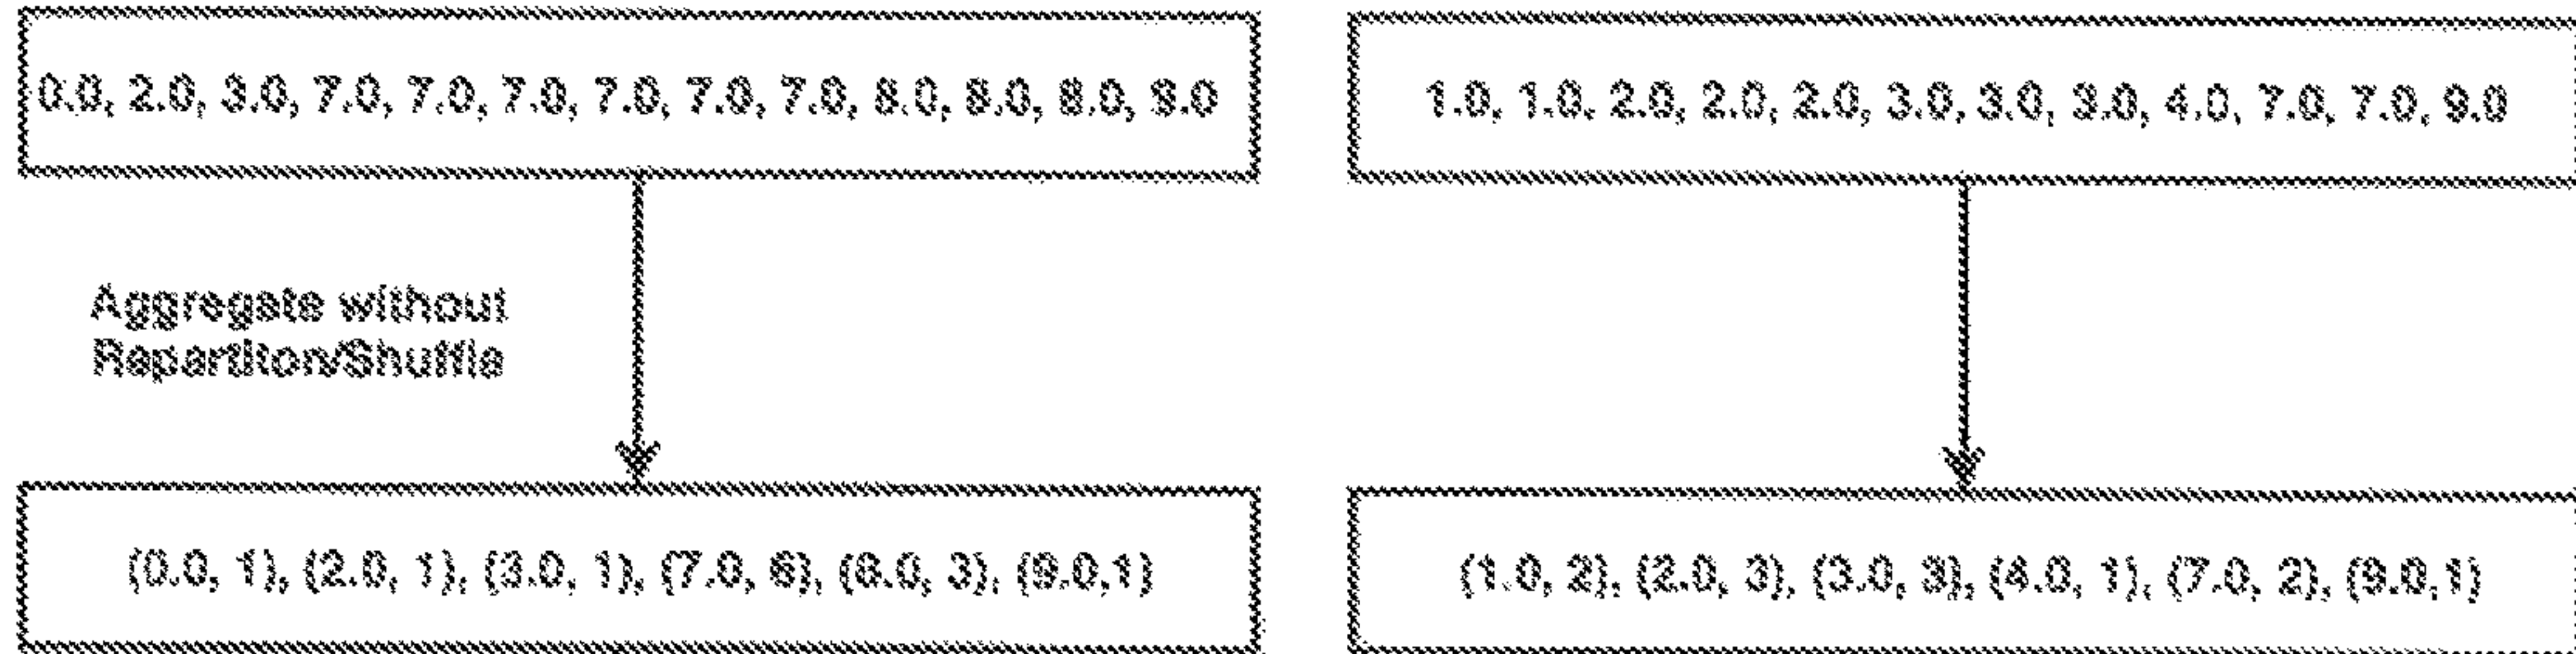 0.0, 2.0, 3.0, 7.0, 7.0, 7.0, 7.0, 7.0, 7.0, 8.0, 8.0, 8.0, 9.0
1.0, 1.0, 2.0, 2.0, 2.0, 3.0, 3.0, 3.0, 4.0, 7.0, 7.0, 9.0
Aggregate without
Repartiton/Shuffle
(0.0, 1), (2.0, 1), (3.0, 1), (7.0, 6), (8.0, 3), (9.0,1)
(1.0, 2), (2.0, 3), (3.0, 3), (4.0, 1), (7.0, 2), (9.0,1)